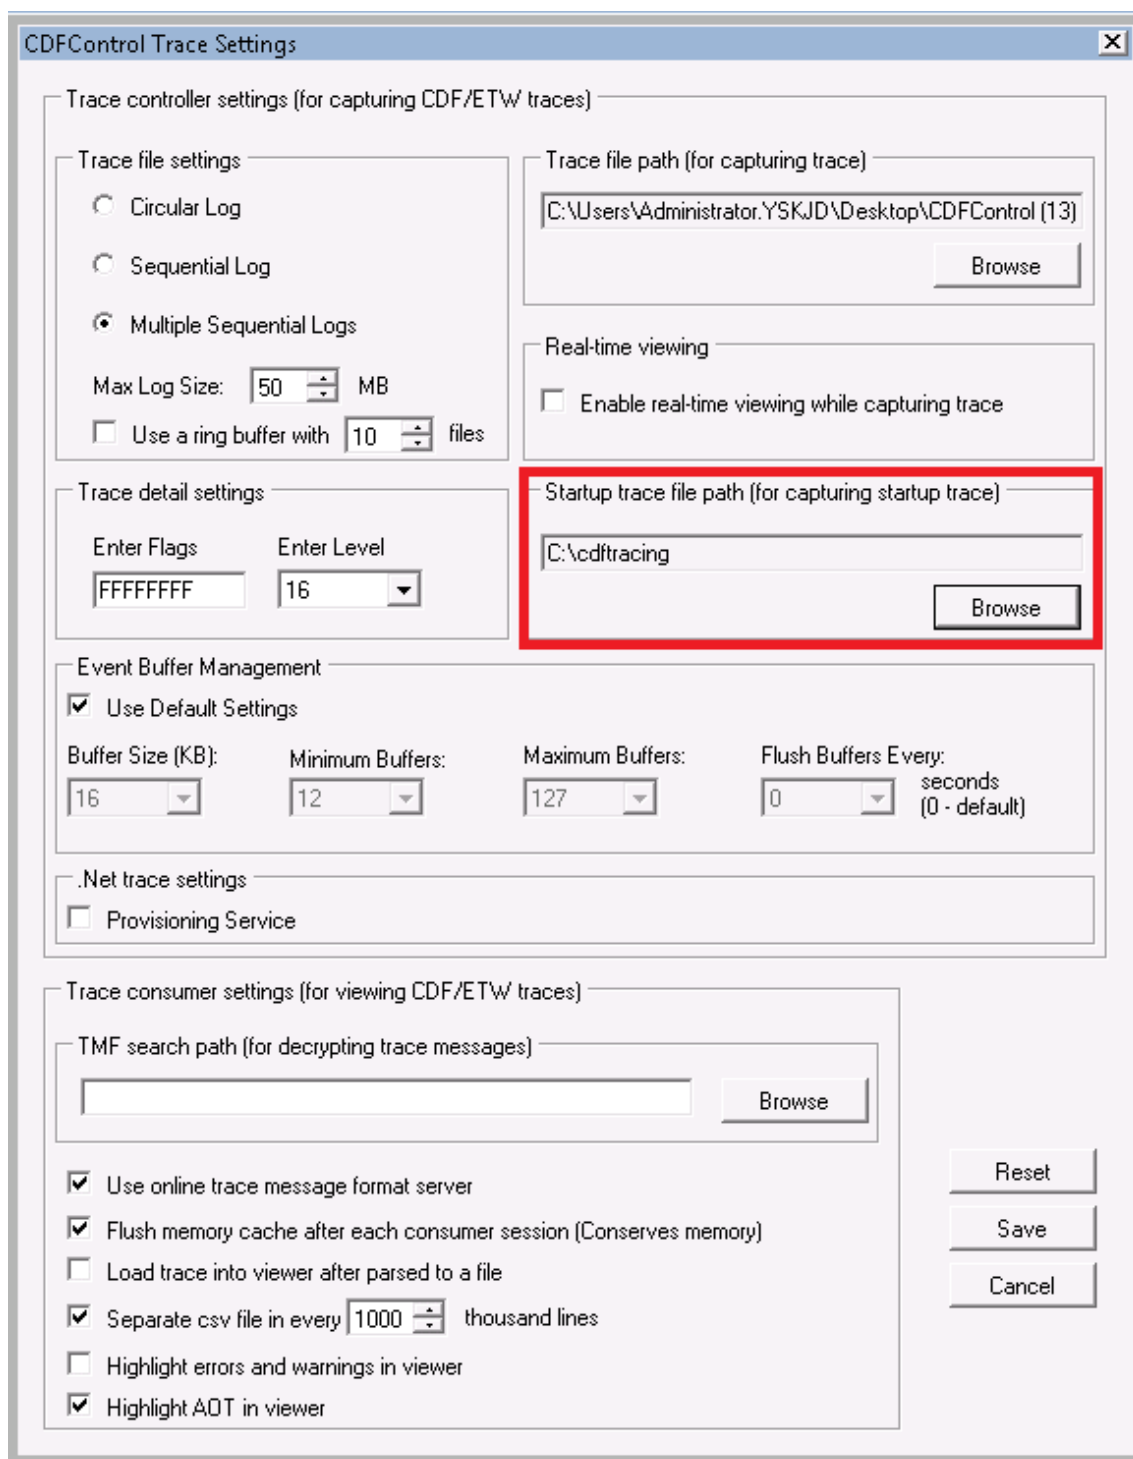 CDFControl Trace Settings
Trace controller settings (for capturing CDF/ETW traces)
Trace file settings
Circular Log
Sequential Log
Multiple Sequential Logs
Max Log Size: 50 MB
Use a ring buffer with 10 files
Trace file path (for capturing trace)
C:\Users\Administrator.YSKJD\Desktop\CDFControl (13)
Browse
Real-time viewing
Enable real-time viewing while capturing trace
Trace detail settings
Enter Flags Enter Level
FFFFFFFF 16
Startup trace file path (for capturing startup trace)
C:\cdftracing
Browse
Event Buffer Management
Use Default Settings
Buffer Size (KB): Minimum Buffers: Maximum Buffers: Flush Buffers Every:
16 12 127 0 seconds
(0 - default)
.Net trace settings
Provisioning Service
Trace consumer settings (for viewing CDF/ETW traces)
TMF search path (for decrypting trace messages)
Browse
Use online trace message format server
Flush memory cache after each consumer session (Conserves memory)
Load trace into viewer after parsed to a file
Separate csv file in every 1000 thousand lines
Highlight errors and warnings in viewer
Highlight AOT in viewer
Reset
Save
Cancel